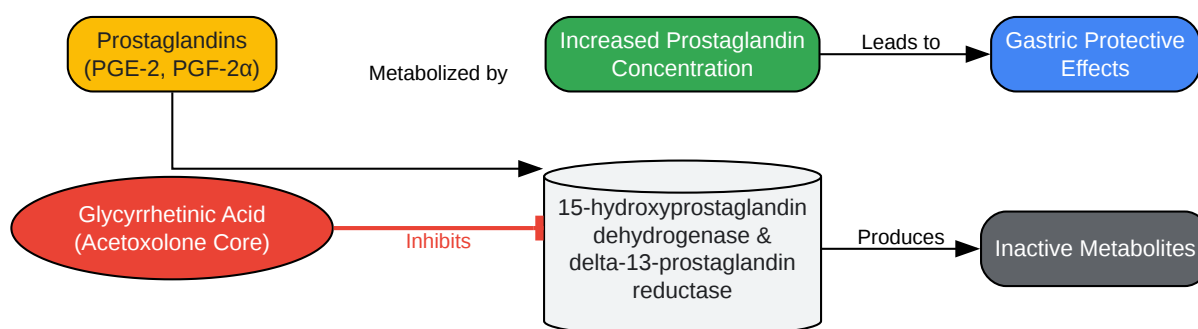 Prostaglandins
(PGE-2, PGF-2α)
Metabolized by
Increased Prostaglandin
Concentration
Leads to
Gastric Protective
Effects
Glycyrrhetinic Acid
(Acetoxolone Core)
Inhibits
15-hydroxyprostaglandin
dehydrogenase &
delta-13-prostaglandin
reductase
Produces
Inactive Metabolites